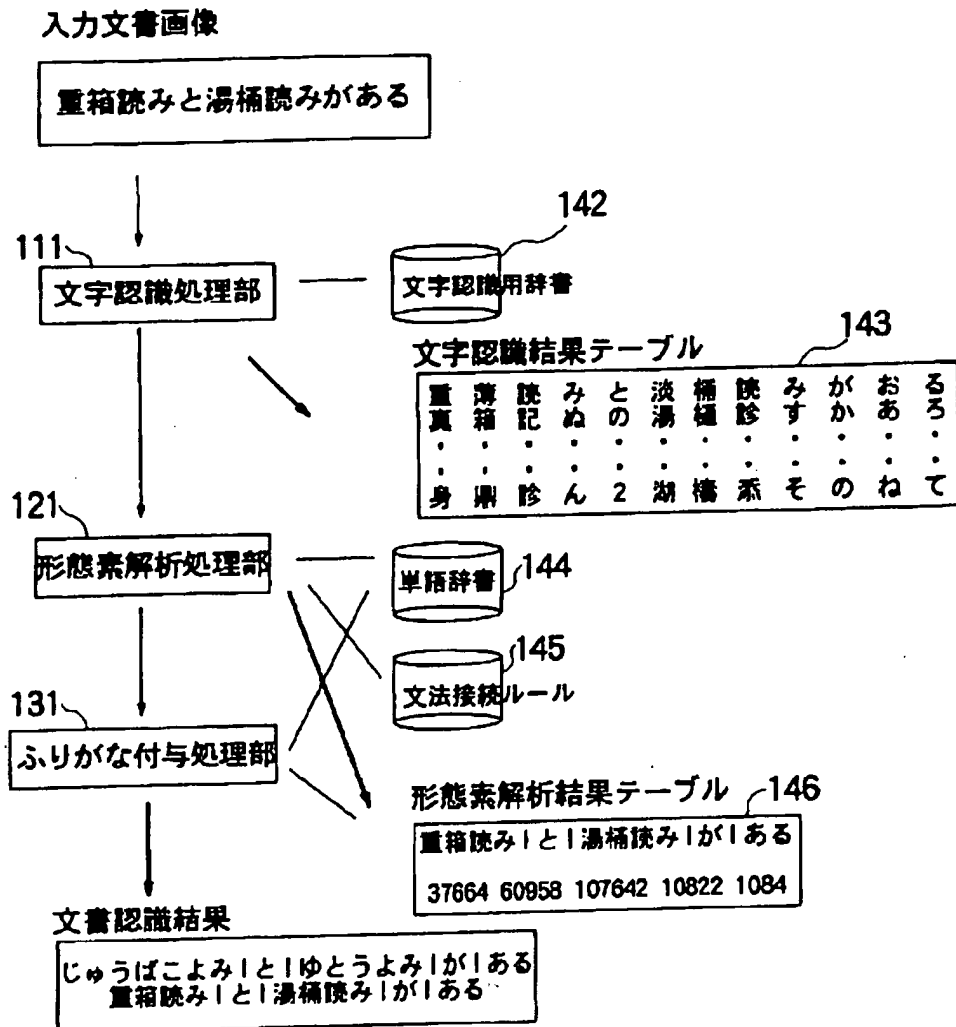 入力文書画像
重箱読みと湯桶読みがある
142
111
文字認識処理部
文字認識用辞書
143
文字認識結果テーブル
重薄読みと淡桶読みがおる
真箱記ぬの湯樋診すかあろ
・・・・・・・・・・・・
・・・・・・・・・・・・
身鼎診ん2湖橋添そのねて
121
形態素解析処理部
単語辞書
144
145
文法接続ルール
131
ふりがな付与処理部
形態素解析結果テーブル
146
重箱読み|と|湯桶読み|が|ある
37664 60958 107642 10822 1084
文書認識結果
じゅうばこよみ|と|ゆとうよみ|が|ある
重箱読み|と|湯桶読み|が|ある